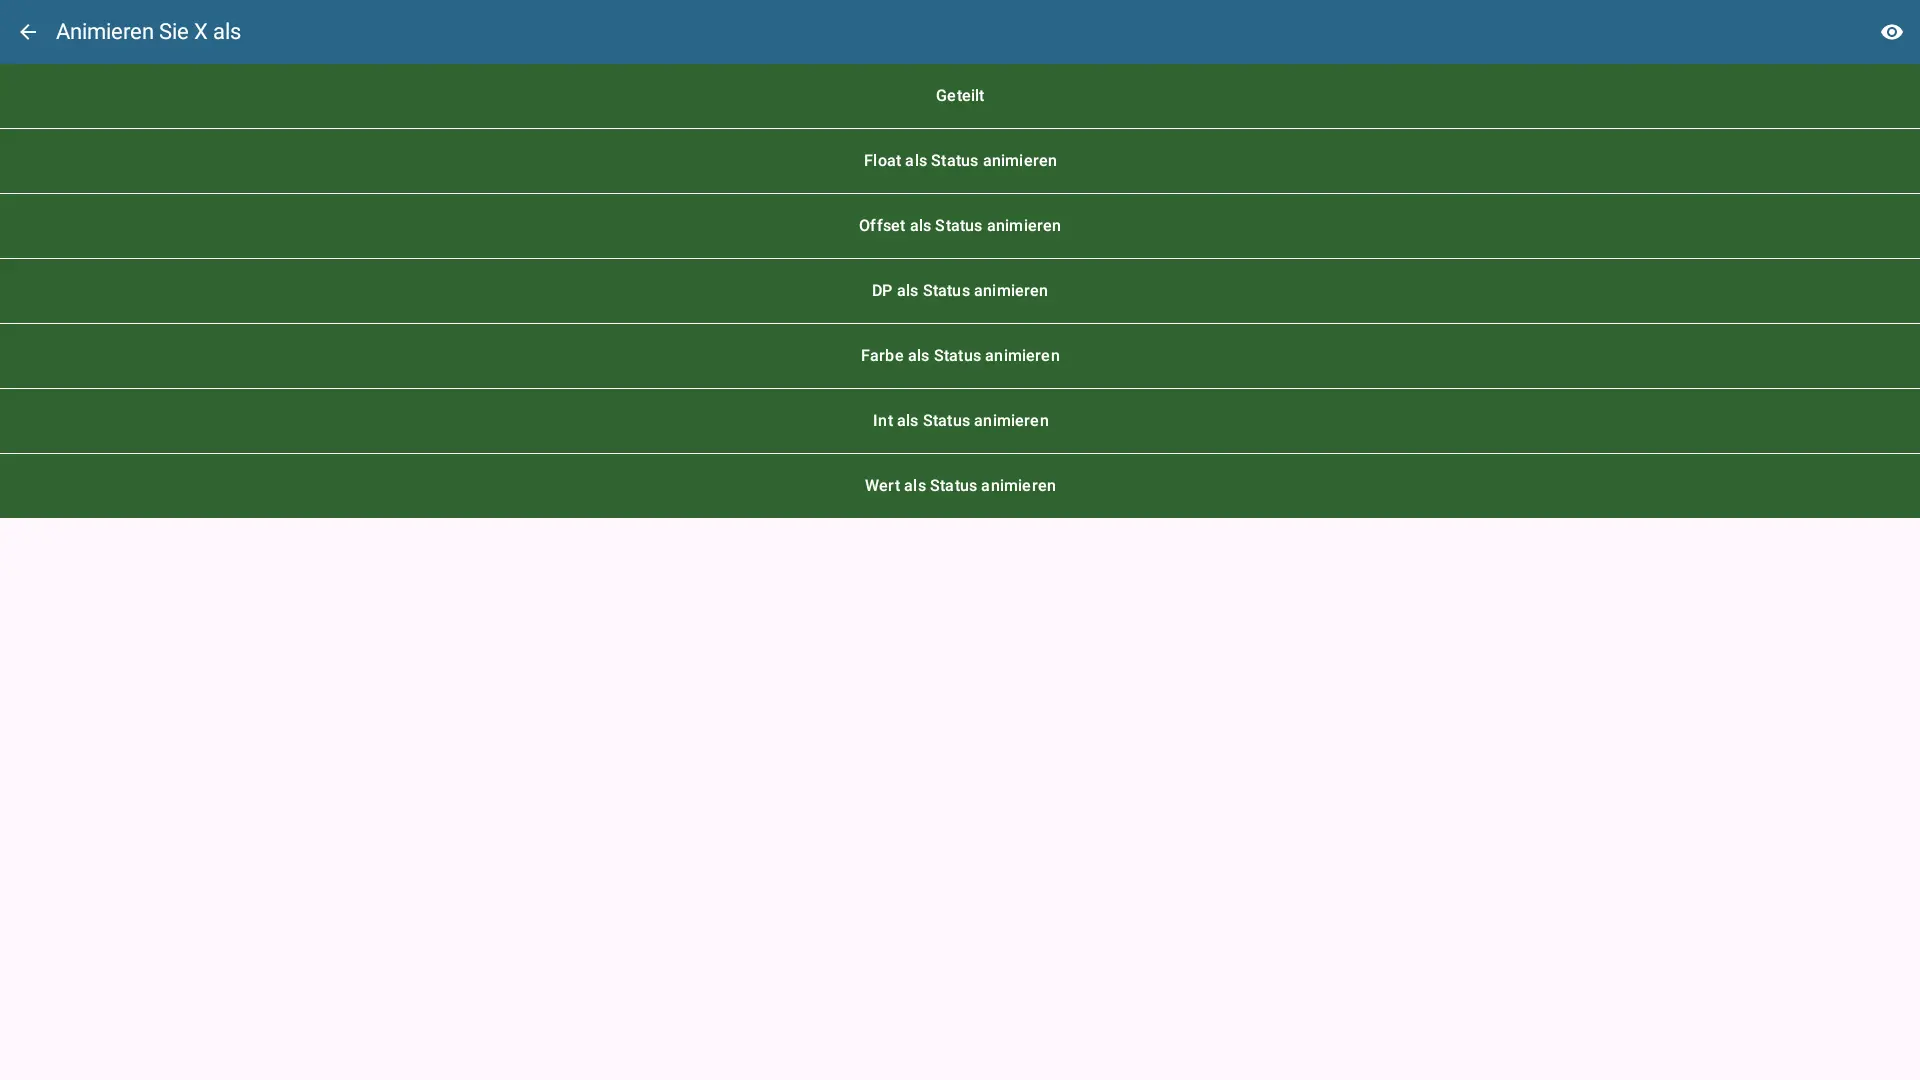 Animieren Sie X als
Geteilt
Float als Status animieren
Offset als Status animieren
DP als Status animieren
Farbe als Status animieren
Int als Status animieren
Wert als Status animieren